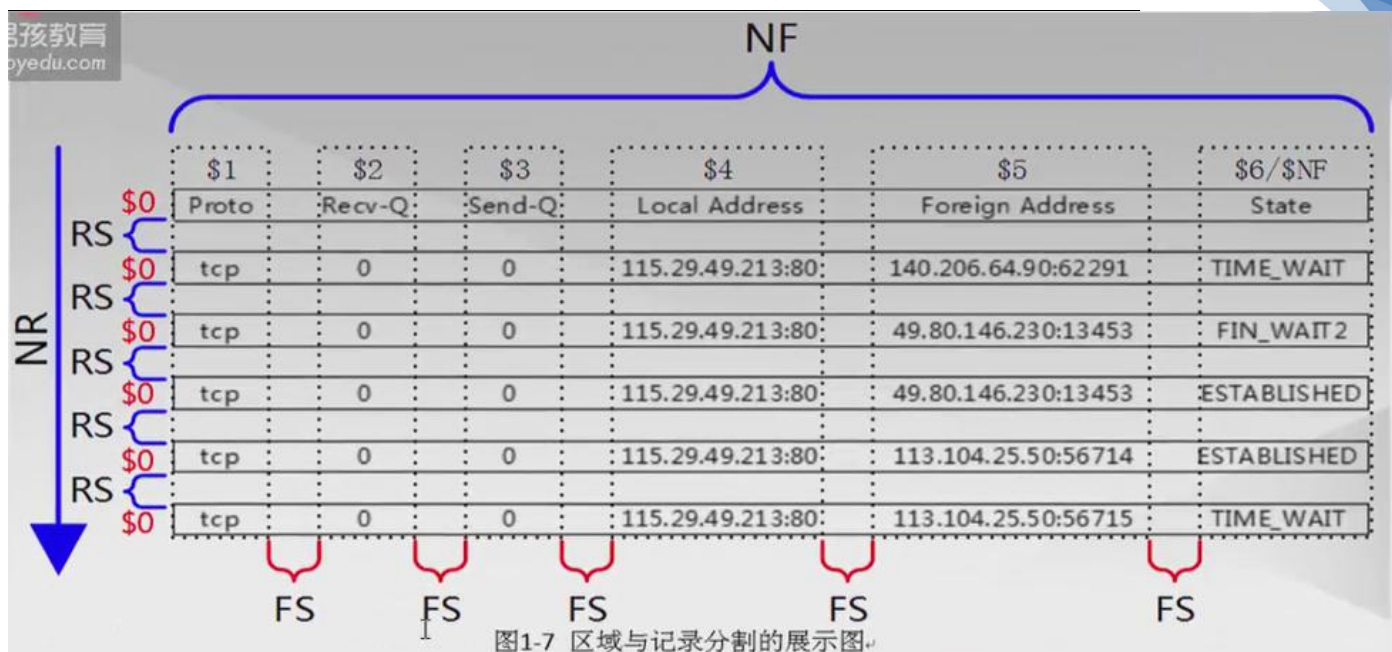 孩教育
oyedu.com
NF
$1 $2 $3 $4 $5 $6/$NF
$0 Proto Recv-Q Send-Q Local Address Foreign Address State
RS
$0 tcp 0 0 115.29.49.213:80 140.206.64.90:62291 TIME_WAIT
RS
$0 tcp 0 0 115.29.49.213:80 49.80.146.230:13453 FIN_WAIT2
NR
RS
$0 tcp 0 0 115.29.49.213:80 49.80.146.230:13453 ESTABLISHED
RS
$0 tcp 0 0 115.29.49.213:80 113.104.25.50:56714 ESTABLISHED
RS
$0 tcp 0 0 115.29.49.213:80 113.104.25.50:56715 TIME_WAIT
FS FS FS FS FS
图1-7 区域与记录分割的展示图